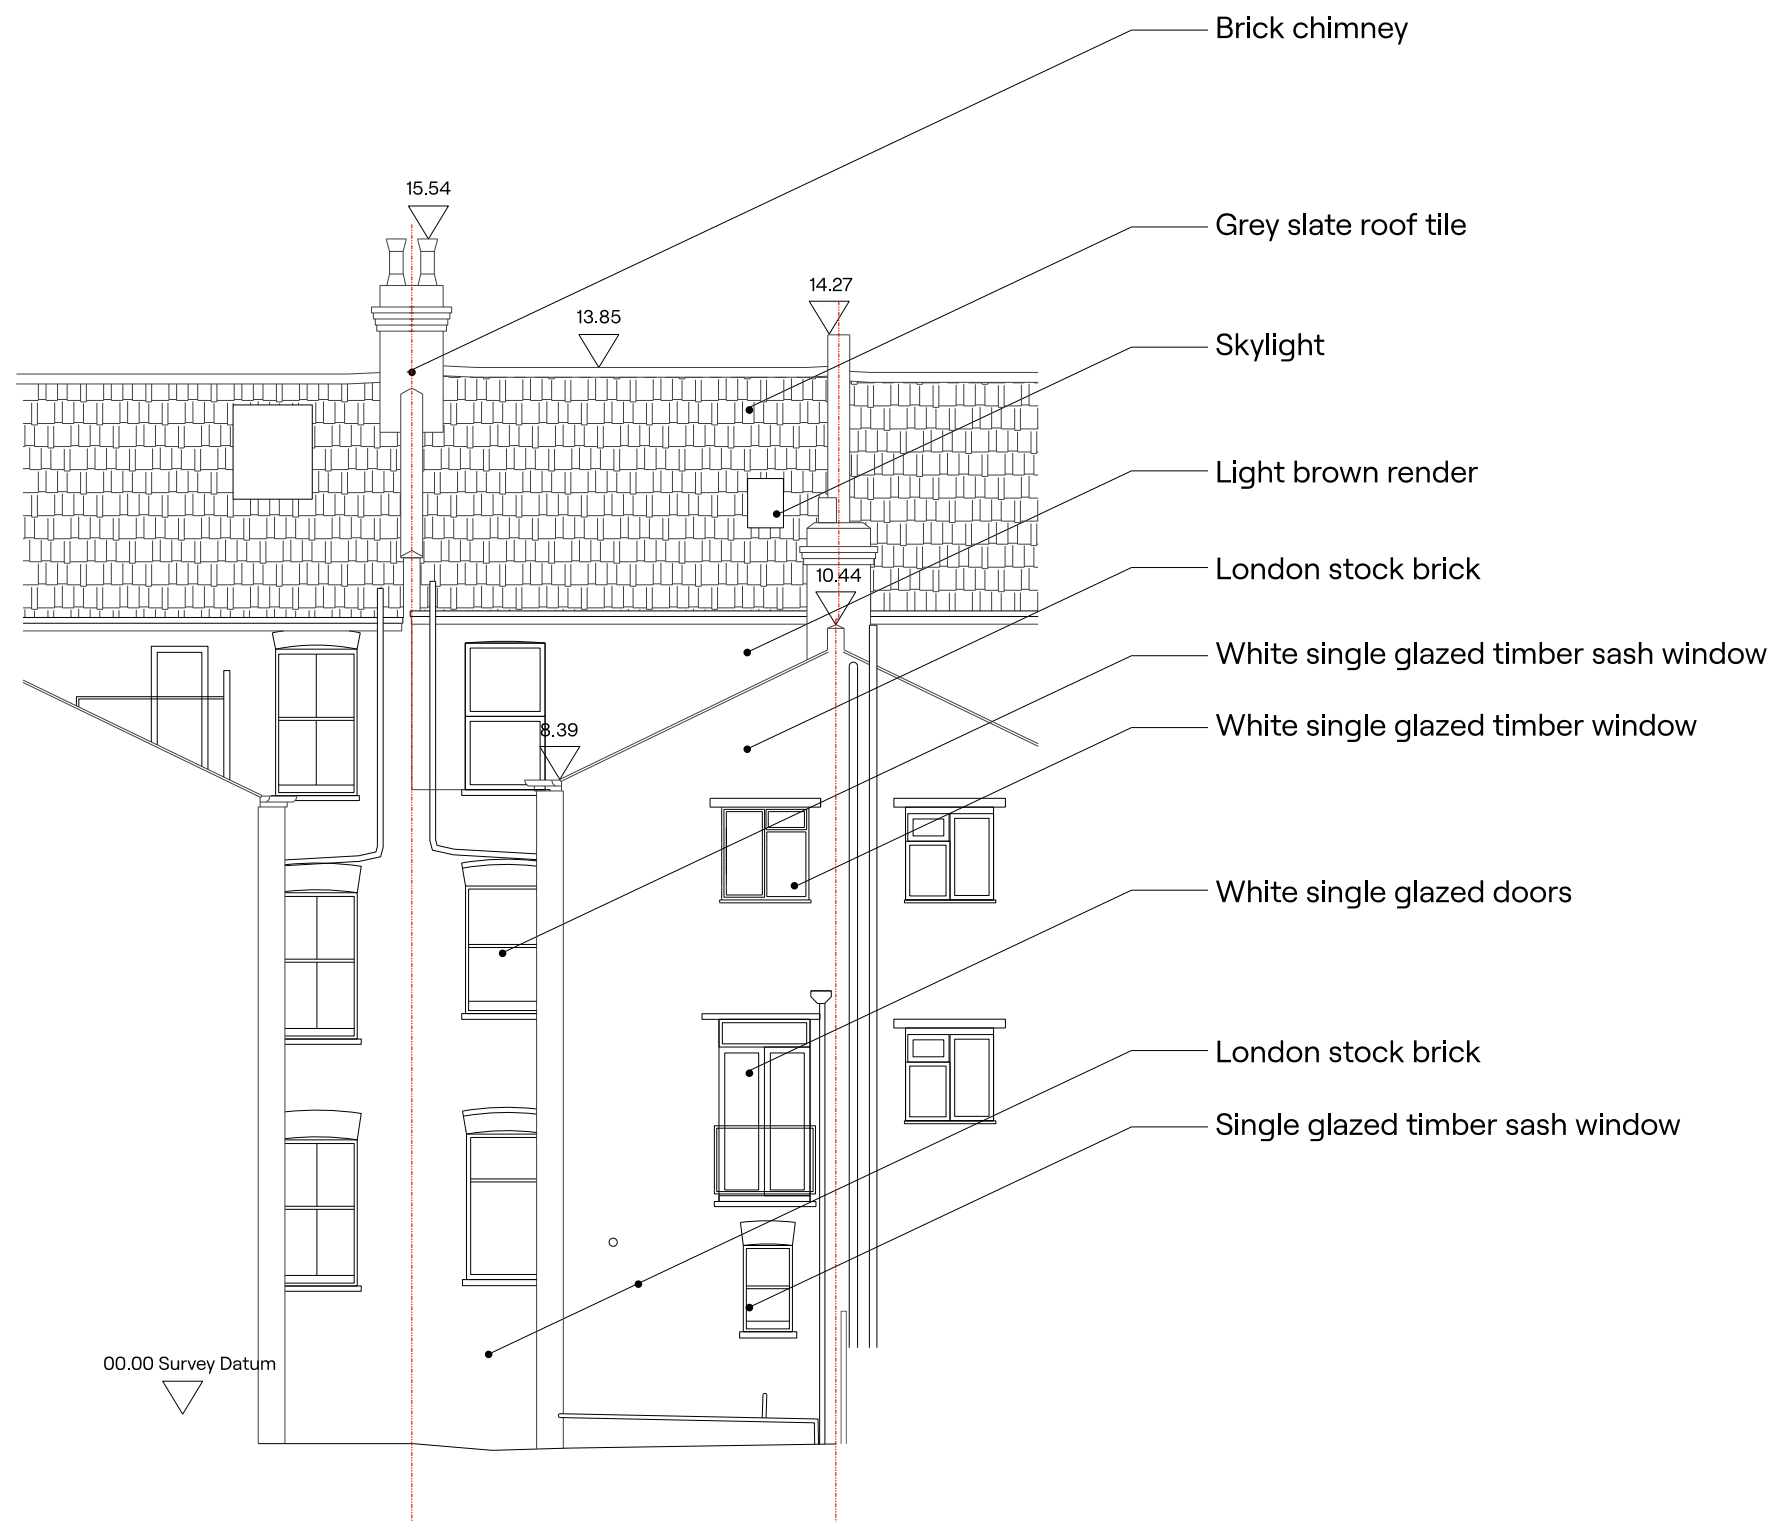 Brick chimney
15.54
Grey slate roof tile
14.27
13.85
Skylight
Light brown render
London stock brick
10.44
White single glazed timber sash window
8.39
White single glazed timber window
White single glazed doors
London stock brick
Single glazed timber sash window
00.00 Survey Datum